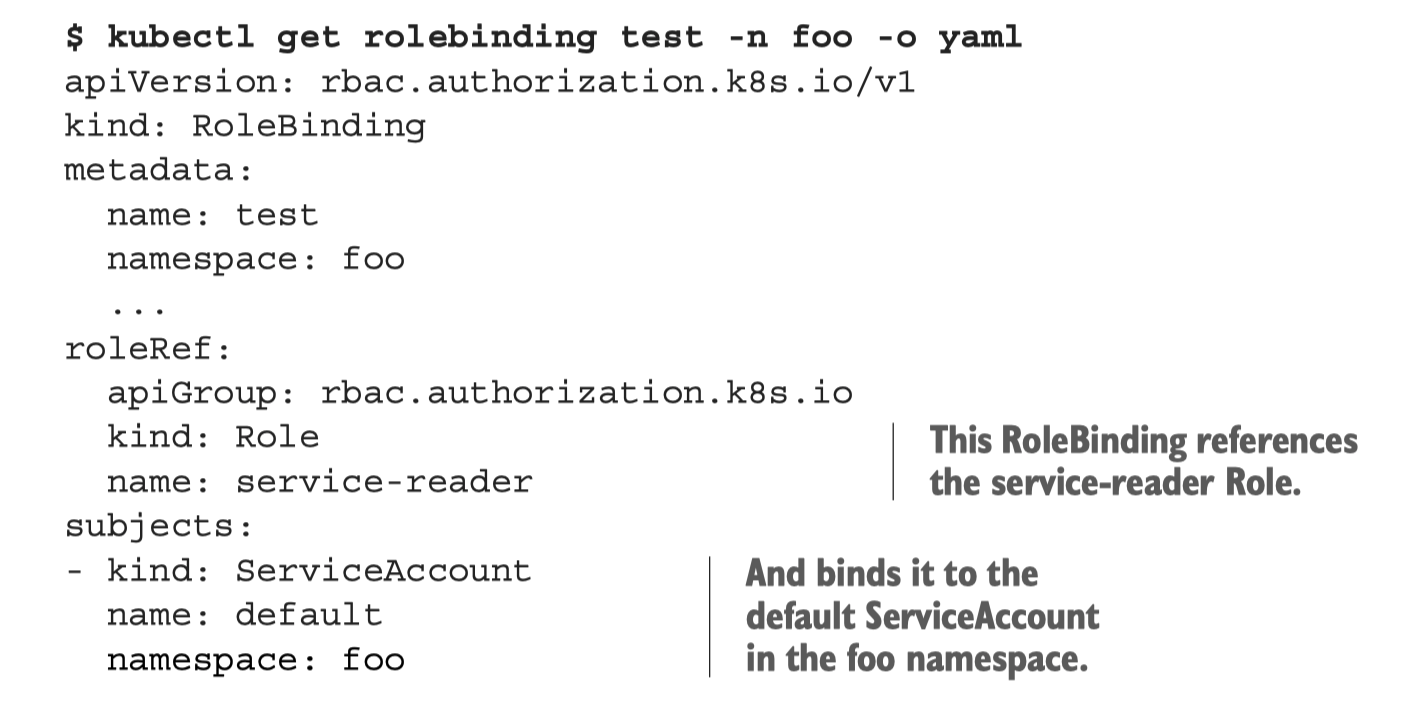 $ kubectl get rolebinding test -n foo -o yaml
apiVersion: rbac.authorization.k8s.io/v1
kind: RoleBinding
metadata:
  name: test
  namespace: foo
  ...
roleRef:
  apiGroup: rbac.authorization.k8s.io
  kind: Role
  name: service-reader
This RoleBinding references
the service-reader Role.
subjects:
- kind: ServiceAccount
  name: default
  namespace: foo
And binds it to the
default ServiceAccount
in the foo namespace.